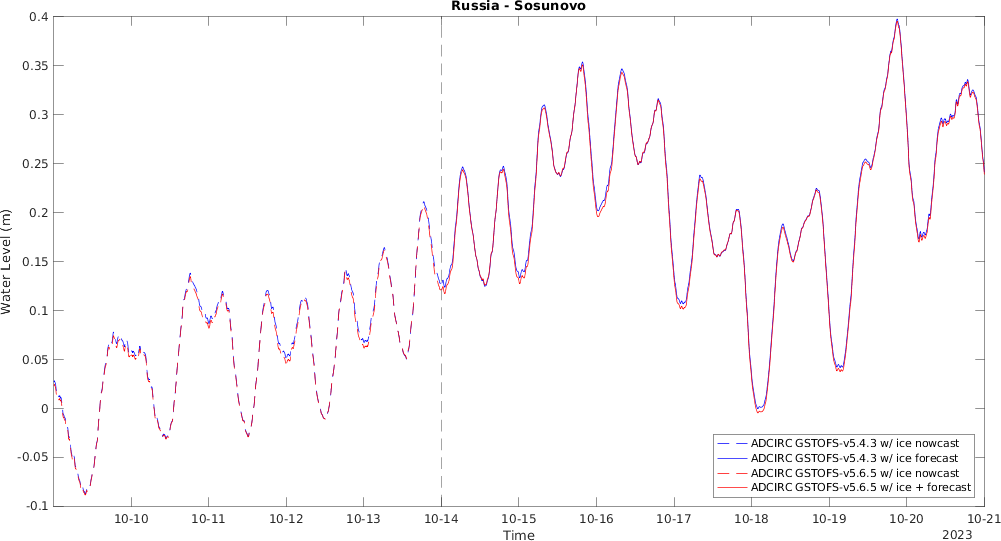 Russia - Sosunovo
0.4
0.35
0.3
0.25
0.2
0.15
0.1
0.05
0
-0.05
-0.1
Water Level (m)
10-10 10-11 10-12 10-13 10-14 10-15 10-16 10-17 10-18 10-19 10-20 10-21
Time
2023
ADCIRC GSTOFS-v5.4.3 w/ ice nowcast
ADCIRC GSTOFS-v5.4.3 w/ ice forecast
ADCIRC GSTOFS-v5.6.5 w/ ice nowcast
ADCIRC GSTOFS-v5.6.5 w/ ice + forecast